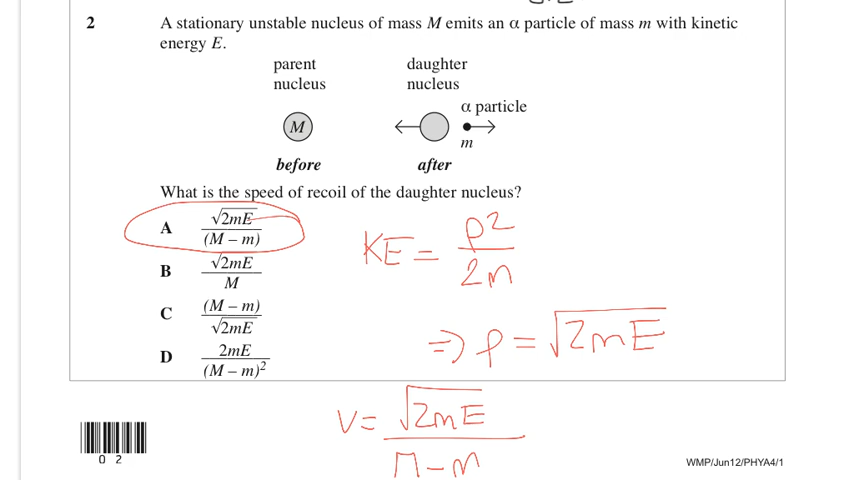 2 A stationary unstable nucleus of mass M emits an α particle of mass m with kinetic
energy E.
parent daughter
nucleus nucleus
α particle
M
m
before after
What is the speed of recoil of the daughter nucleus?
A √2mE / (M – m)
B √2mE / M
C (M – m) / √2mE
D 2mE / (M – m)²
KE = p² / 2m
⇒ p = √2mE
v = √2mE / M – m
0 2
WMP/Jun12/PHYA4/1